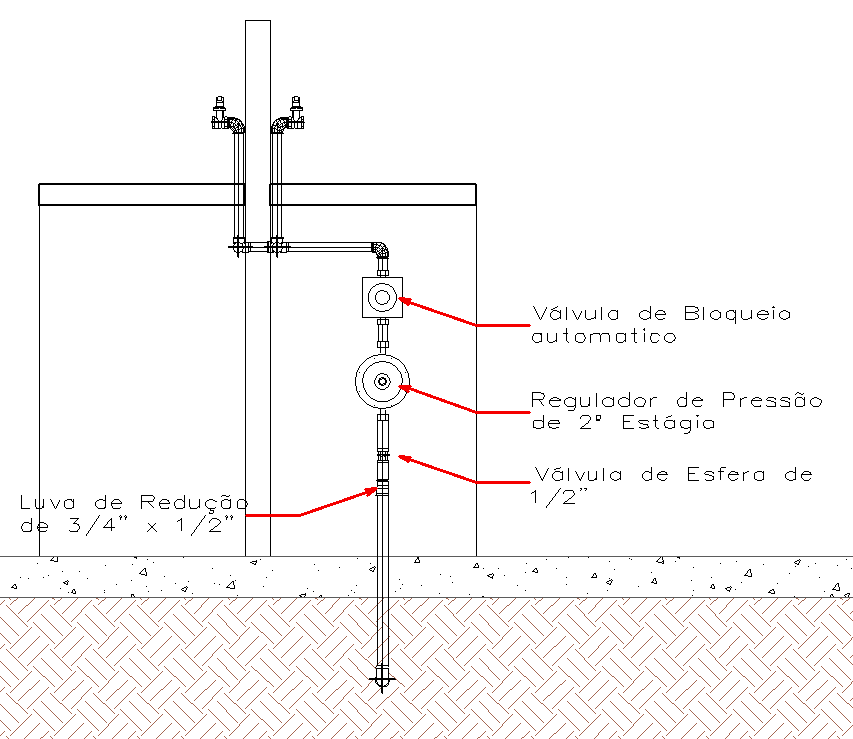 Válvula de Bloqueio
automatico
Regulador de Pressão
de 2º Estágia
Válvula de Esfera de
1/2"
Luva de Redução
de 3/4" x 1/2"